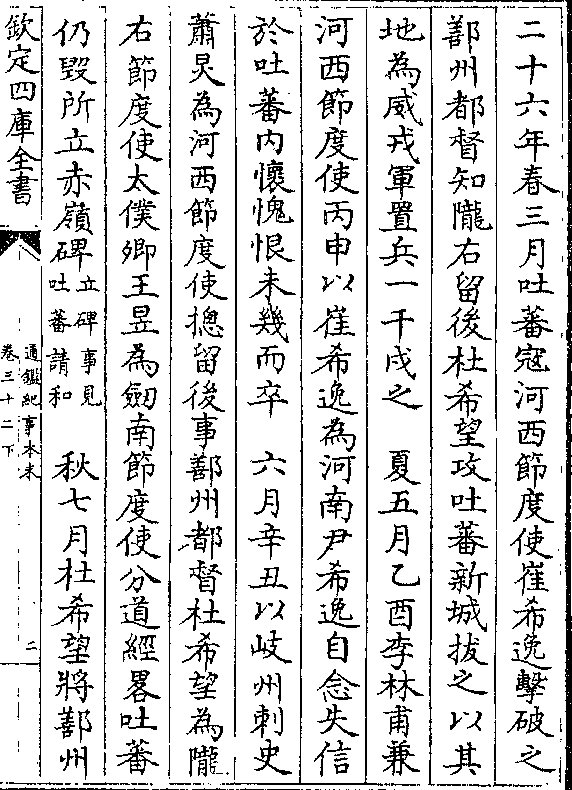 二十六年春三月吐蕃寇河西節度使崔希逸擊破之
鄯州都督知隴右留後杜希望攻吐蕃新城拔之以其
地為威戎軍置兵一千戍之　夏五月乙酉李林甫兼
河西節度使丙申以崔希逸為河南尹希逸自念失信
於吐蕃内懷愧恨未幾而卒　六月辛丑以岐州刺史
蕭炅為河西節度使摠留後事鄯州都督杜希望為隴
右節度使太僕卿王昱為劒南節度使分道經畧吐蕃
仍毀所立赤嶺碑立碑事見吐蕃請和　秋七月杜希望將鄯州
欽定四庫全書
通鑑紀事本末
卷三十二下
二